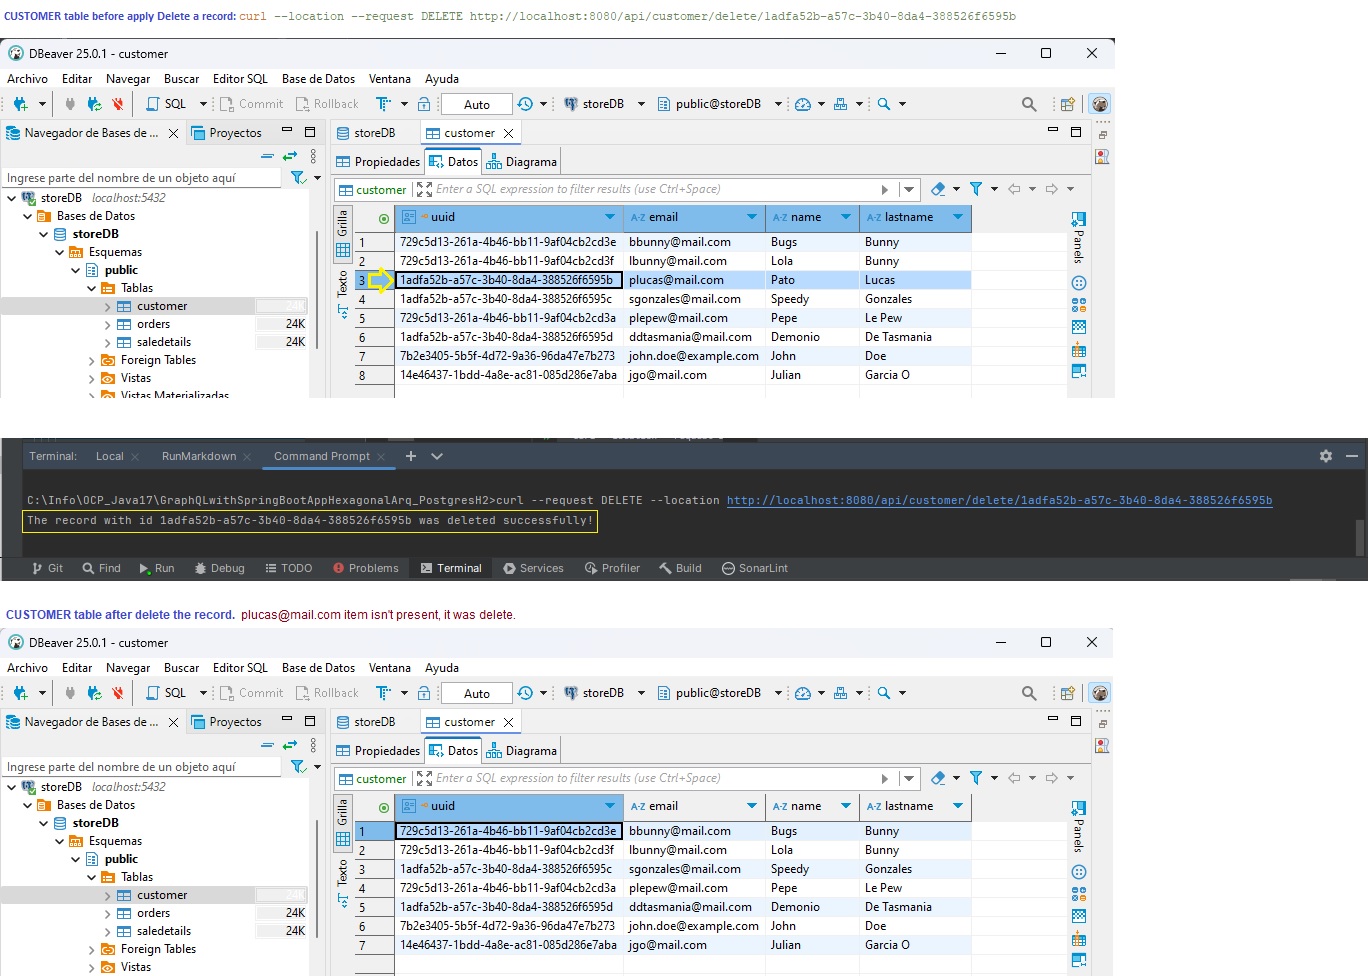 CUSTOMER table before apply Delete a record: curl --location --request DELETE http://localhost:8080/api/customer/delete/1adfa52b-a57c-3b40-8da4-388526f6595b
DBeaver 25.0.1 - customer
Archivo Editar Navegar Buscar Editor SQL Base de Datos Ventana Ayuda
SQL Commit Rollback Auto storeDB public@storeDB
Navegador de Bases de ... Proyectos storeDB customer
Propiedades Datos Diagrama
Ingrese parte del nombre de un objeto aquí
customer Enter a SQL expression to filter results (use Ctrl+Space)
storeDB localhost:5432
Bases de Datos
storeDB
Esquemas
public
Tablas
customer
orders 24K
saledetails 24K
Foreign Tables
Vistas
Vistas Materializadas
Grilla
Texto
uuid A-Z email A-Z name A-Z lastname
1 729c5d13-261a-4b46-bb11-9af04cb2cd3e bbunny@mail.com Bugs Bunny
2 729c5d13-261a-4b46-bb11-9af04cb2cd3f lbunny@mail.com Lola Bunny
3 1adfa52b-a57c-3b40-8da4-388526f6595b plucas@mail.com Pato Lucas
4 1adfa52b-a57c-3b40-8da4-388526f6595c sgonzales@mail.com Speedy Gonzales
5 729c5d13-261a-4b46-bb11-9af04cb2cd3a plepew@mail.com Pepe Le Pew
6 1adfa52b-a57c-3b40-8da4-388526f6595d ddtasmania@mail.com Demonio De Tasmania
7 7b2e3405-5b5f-4d72-9a36-96da47e7b273 john.doe@example.com John Doe
8 14e46437-1bdd-4a8e-ac81-085d286e7aba jgo@mail.com Julian Garcia O
Panels
Terminal: Local RunMarkdown Command Prompt
C:\Info\OCP_Java17\GraphQLwithSpringBootAppHexagonalArq_PostgresH2>curl --request DELETE --location http://localhost:8080/api/customer/delete/1adfa52b-a57c-3b40-8da4-388526f6595b
The record with id 1adfa52b-a57c-3b40-8da4-388526f6595b was deleted successfully!
Git Find Run Debug TODO Problems Terminal Services Profiler Build SonarLint
CUSTOMER table after delete the record. plucas@mail.com item isn't present, it was delete.
DBeaver 25.0.1 - customer
Archivo Editar Navegar Buscar Editor SQL Base de Datos Ventana Ayuda
SQL Commit Rollback Auto storeDB public@storeDB
Navegador de Bases de ... Proyectos storeDB customer
Propiedades Datos Diagrama
Ingrese parte del nombre de un objeto aquí
customer Enter a SQL expression to filter results (use Ctrl+Space)
storeDB localhost:5432
Bases de Datos
storeDB
Esquemas
public
Tablas
customer
orders 24K
saledetails 24K
Foreign Tables
Vistas
Grilla
Texto
uuid A-Z email A-Z name A-Z lastname
1 729c5d13-261a-4b46-bb11-9af04cb2cd3e bbunny@mail.com Bugs Bunny
2 729c5d13-261a-4b46-bb11-9af04cb2cd3f lbunny@mail.com Lola Bunny
3 1adfa52b-a57c-3b40-8da4-388526f6595c sgonzales@mail.com Speedy Gonzales
4 729c5d13-261a-4b46-bb11-9af04cb2cd3a plepew@mail.com Pepe Le Pew
5 1adfa52b-a57c-3b40-8da4-388526f6595d ddtasmania@mail.com Demonio De Tasmania
6 7b2e3405-5b5f-4d72-9a36-96da47e7b273 john.doe@example.com John Doe
7 14e46437-1bdd-4a8e-ac81-085d286e7aba jgo@mail.com Julian Garcia O
Panels